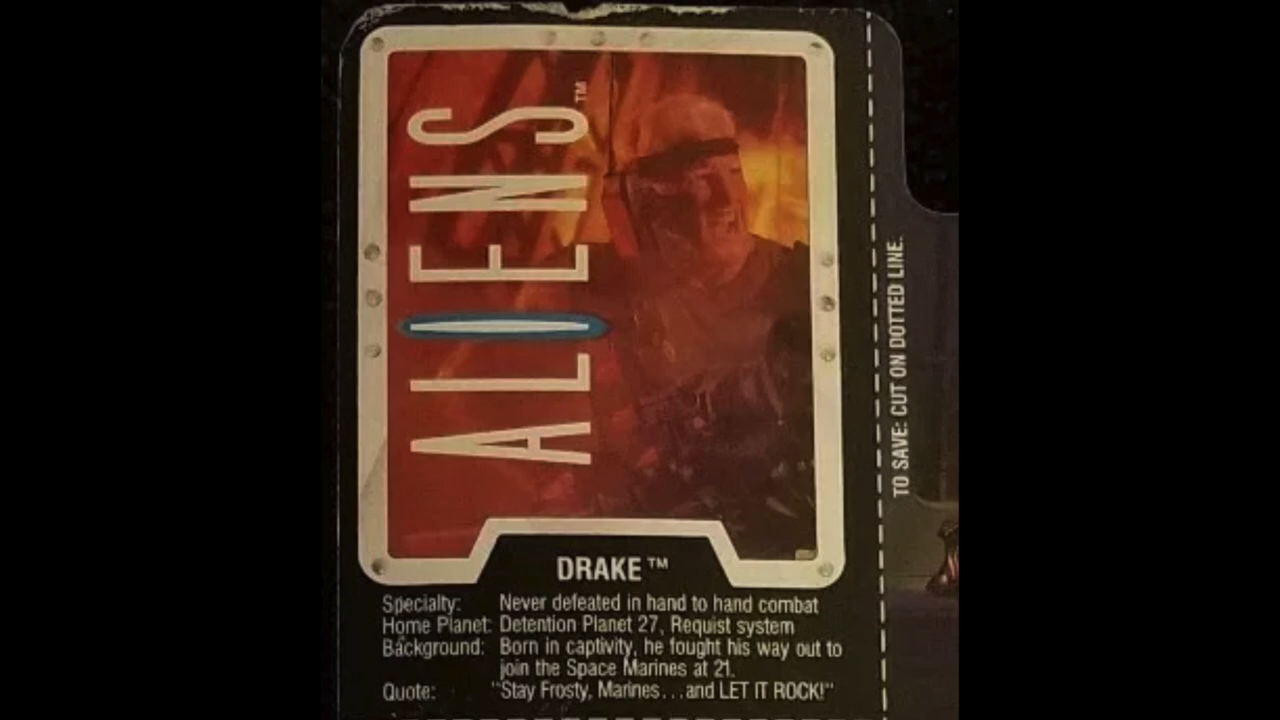 ALIENS™
DRAKE™
Specialty: Never defeated in hand to hand combat
Home Planet: Detention Planet 27, Requist system
Background: Born in captivity, he fought his way out to
join the Space Marines at 21.
Quote: "Stay Frosty, Marines...and LET IT ROCK!"
TO SAVE: CUT ON DOTTED LINE.